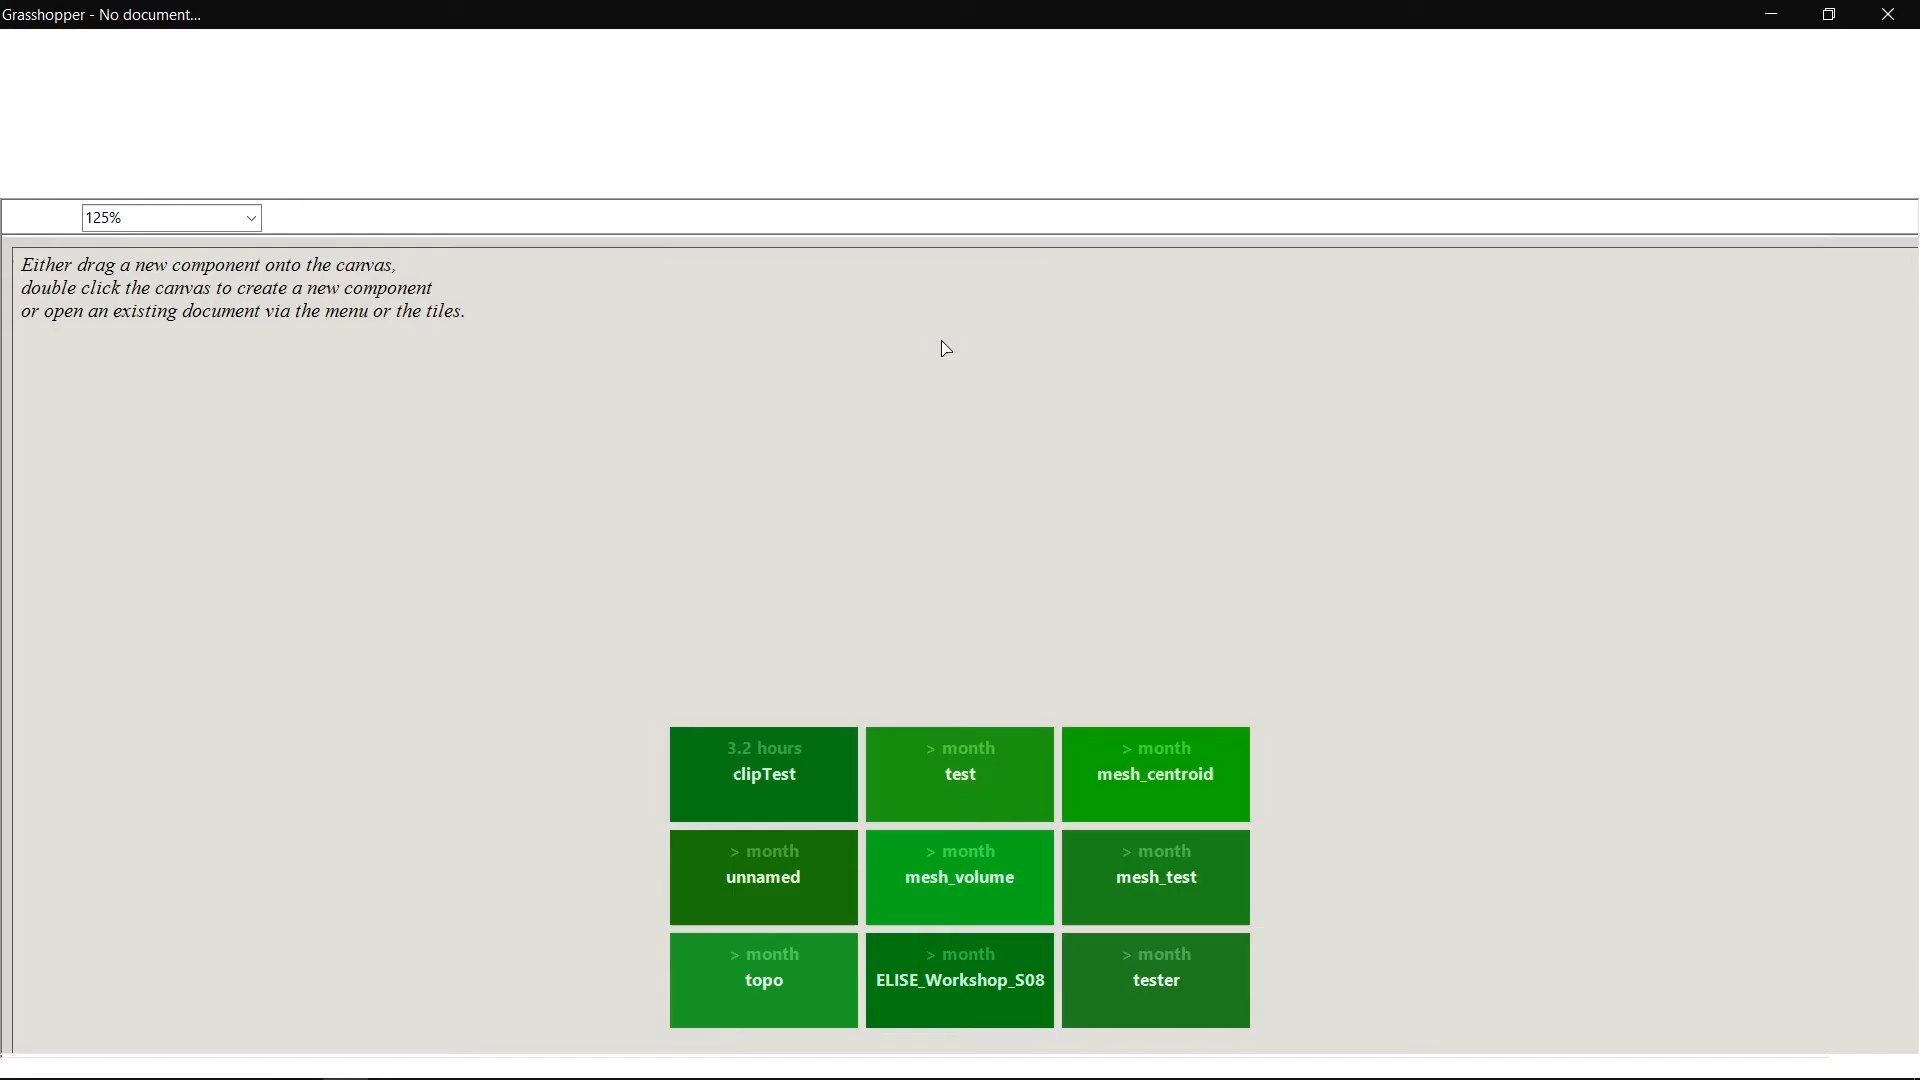 Grasshopper - No document...
125%
Either drag a new component onto the canvas,
double click the canvas to create a new component
or open an existing document via the menu or the tiles.
3.2 hours
clipTest
> month
test
> month
mesh_centroid
> month
unnamed
> month
mesh_volume
> month
mesh_test
> month
topo
> month
ELISE_Workshop_S08
> month
tester